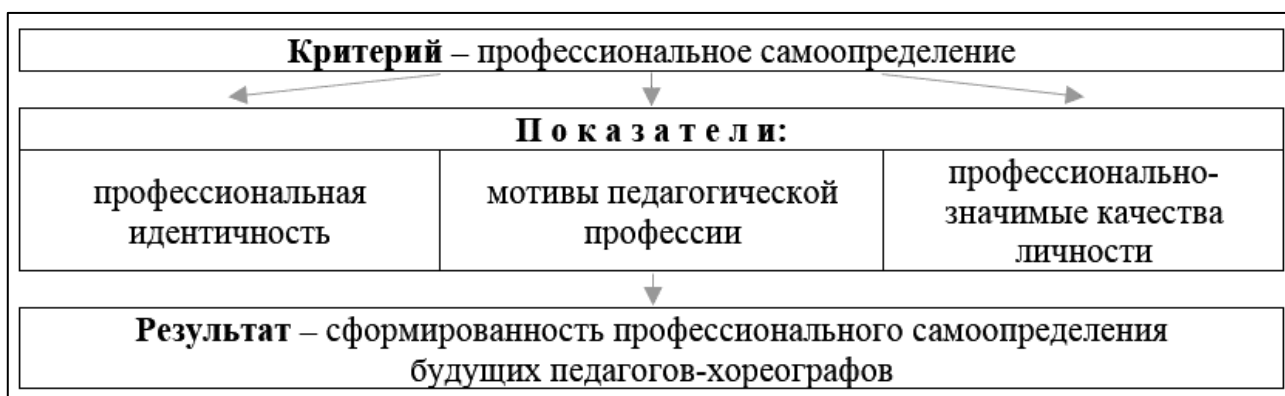 Критерий – профессиональное самоопределение
П о к а з а т е л и:
профессиональная
идентичность
мотивы педагогической
профессии
профессионально-
значимые качества
личности
Результат – сформированность профессионального самоопределения
будущих педагогов-хореографов